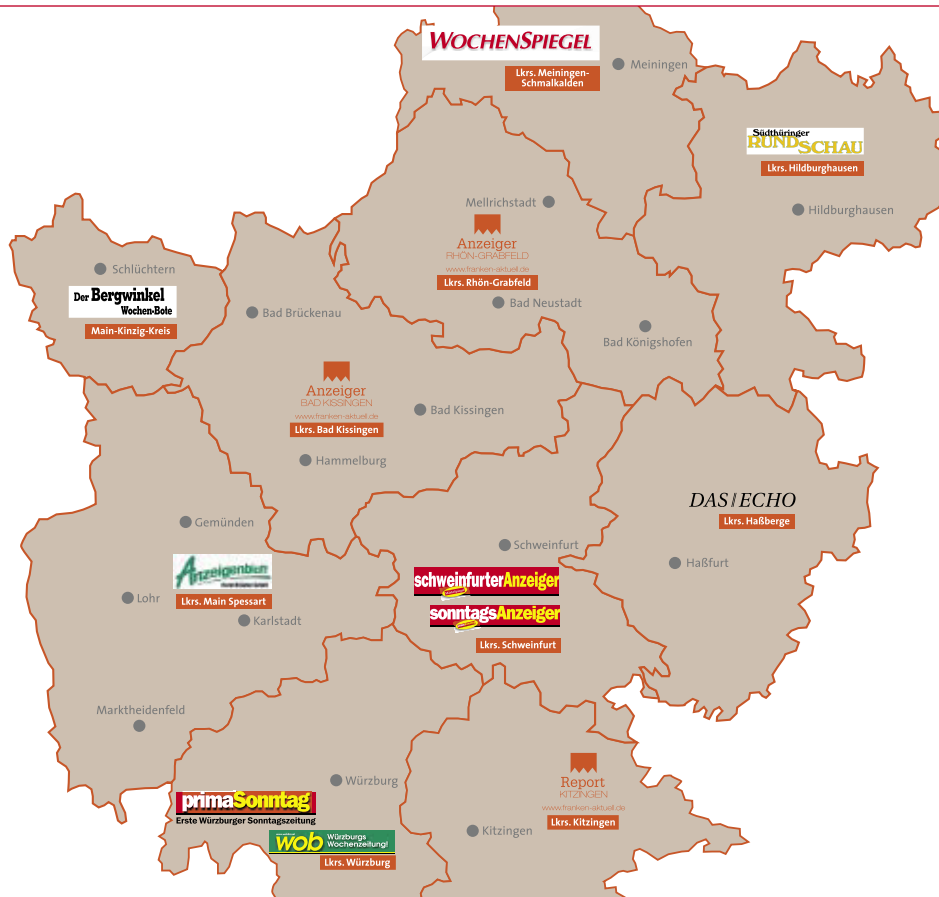 WOCHENSPIEGEL
Lkrs. Meiningen-
Schmalkalden
Meiningen
Südthüringer
RUNDSCHAU
Lkrs. Hildburghausen
Hildburghausen
Mellrichstadt
Anzeiger
RHÖN-GRABFELD
www.franken-aktuell.de
Lkrs. Rhön-Grabfeld
Bad Neustadt
Schlüchtern
Der Bergwinkel
Wochen-Bote
Main-Kinzig-Kreis
Bad Brückenau
Bad Königshofen
Anzeiger
BAD KISSINGEN
www.franken-aktuell.de
Lkrs. Bad Kissingen
Bad Kissingen
Hammelburg
DAS/ECHO
Lkrs. Haßberge
Haßfurt
Gemünden
Anzeigenblatt
Lkrs. Main Spessart
Lohr
Karlstadt
Schweinfurt
schweinfurterAnzeiger
sonntagsAnzeiger
Lkrs. Schweinfurt
Marktheidenfeld
Würzburg
primaSonntag
Erste Würzburger Sonntagszeitung
wob
Würzburgs
Wochenzeitung!
Lkrs. Würzburg
Report
KITZINGEN
www.franken-aktuell.de
Lkrs. Kitzingen
Kitzingen